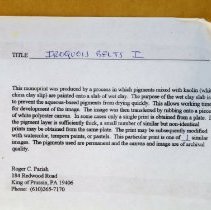 TITLE IROQUOIS BELTS I
This monoprint was produced by a process in which pigments mixed with kaolin (white
china clay slip) are painted onto a slab of wet clay. The purpose of the wet clay slab is
to prevent the aqueous-based pigments from drying quickly. This allows working time
for development of the image. The image was then transferred by rubbing onto a piece
of white polyester canvas. In some cases only a single print is obtained from a plate. If
the pigment layer is sufficiently thick, a small number of similar but non-identical
prints may be obtained from the same plate. The print may be subsequently modified
with watercolor, tempera paints, or pastels. This particular print is one of 1 similar
images. The pigments used are permanent and the canvas and image are of archival
quality.
Roger C. Parish
184 Redwood Road
King of Prussia, PA 19406
Phone: (610)265-7170